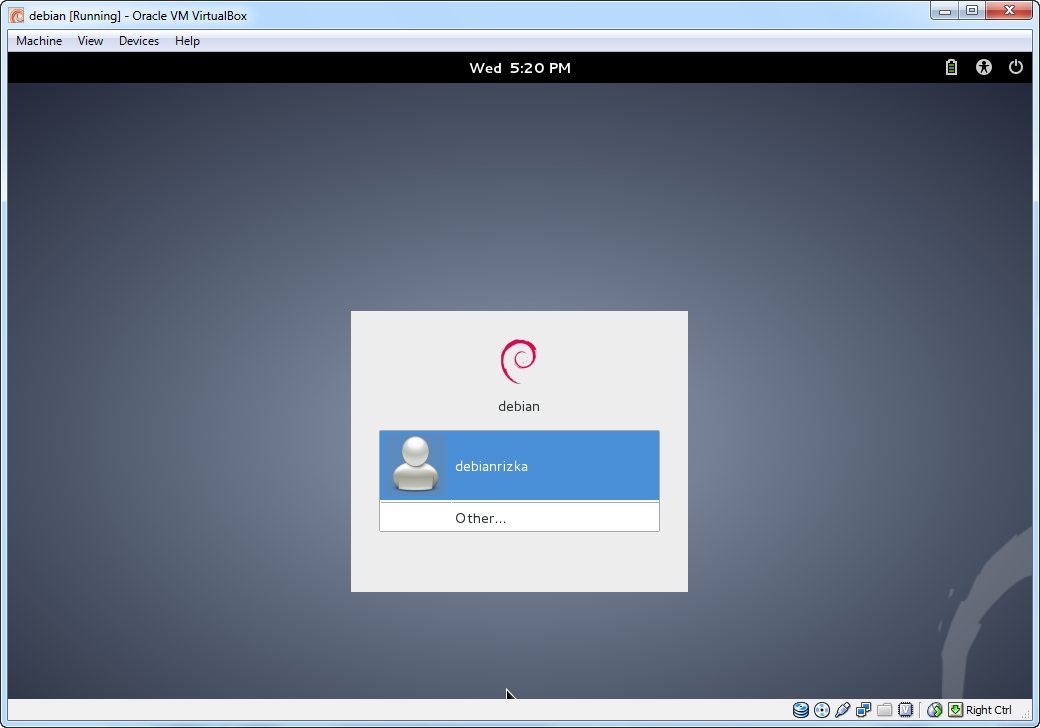 debian [Running] - Oracle VM VirtualBox
Machine View Devices Help
Wed 5:20 PM
debian
debianrizka
Other...
Right Ctrl